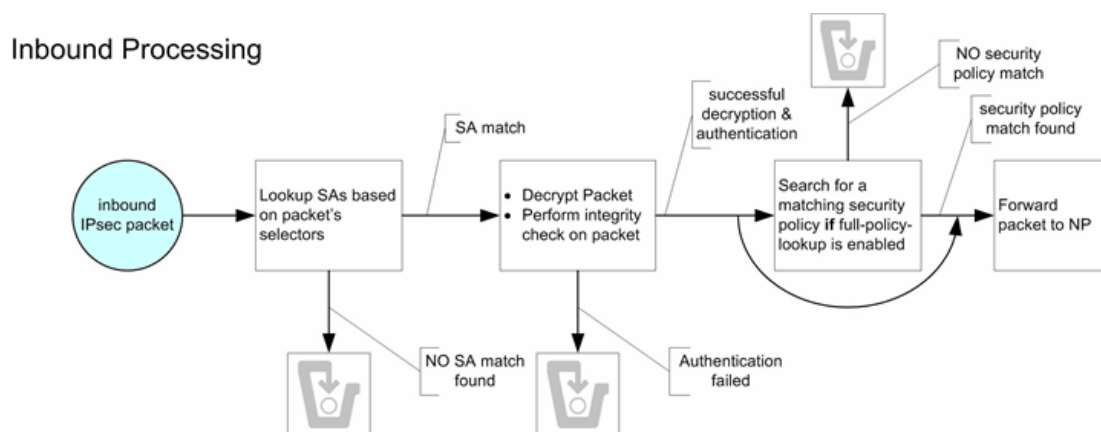 Inbound Processing
NO security
policy match
successful
decryption &
authentication
security policy
match found
SA match
inbound
IPsec packet
Lookup SAs based
on packet's
selectors
• Decrypt Packet
• Perform integrity
check on packet
Search for a
matching security
policy if full-policy-
lookup is enabled
Forward
packet to NP
NO SA match
found
Authentication
failed